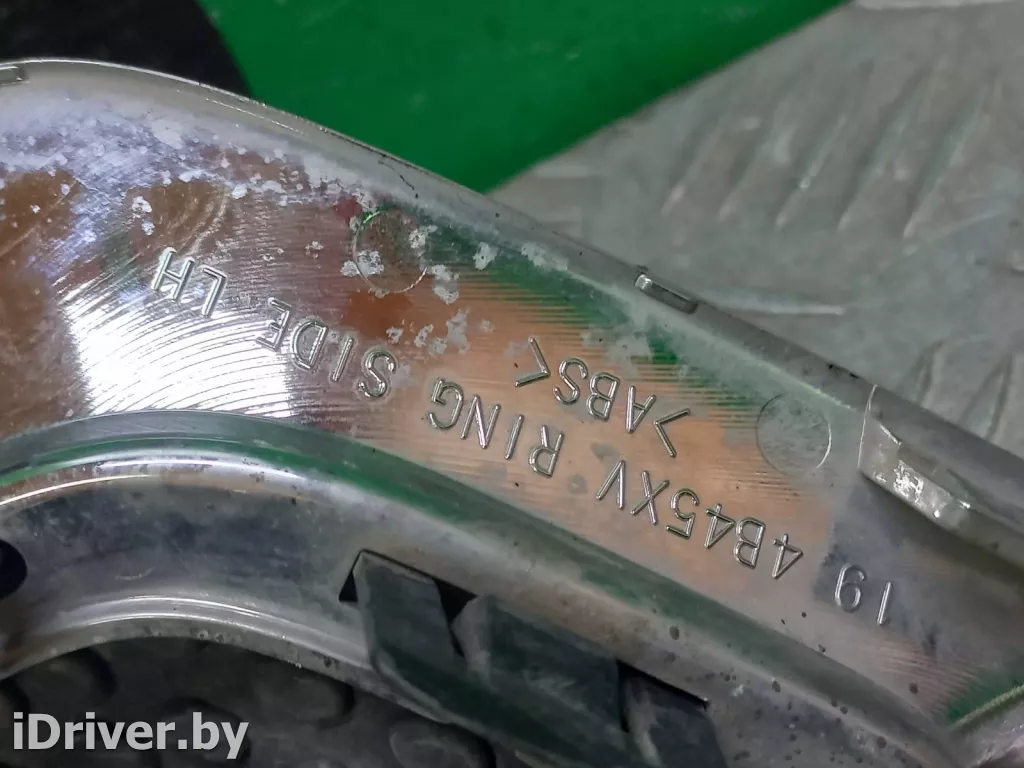 19 4B45XV RING SIDE LH
>ABS<
iDriver.by